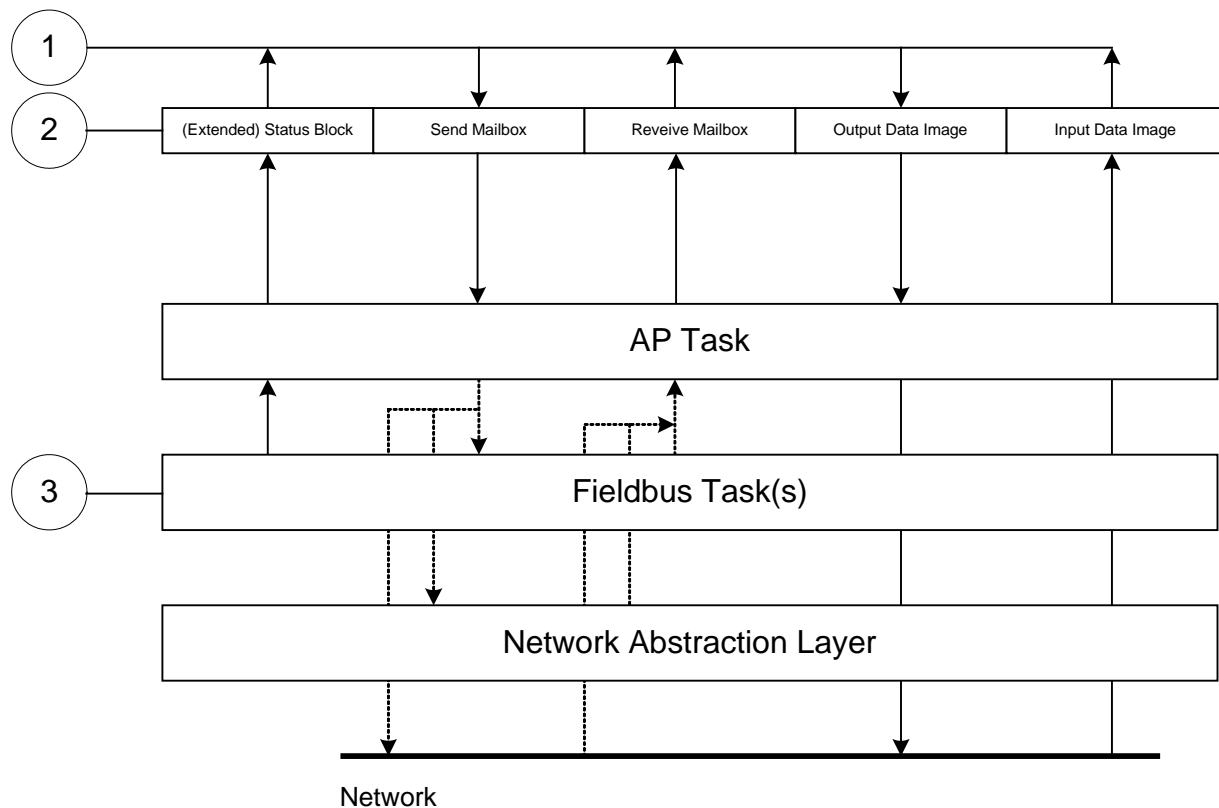 1
2
(Extended) Status Block
Send Mailbox
Reveive Mailbox
Output Data Image
Input Data Image
AP Task
3
Fieldbus Task(s)
Network Abstraction Layer
Network